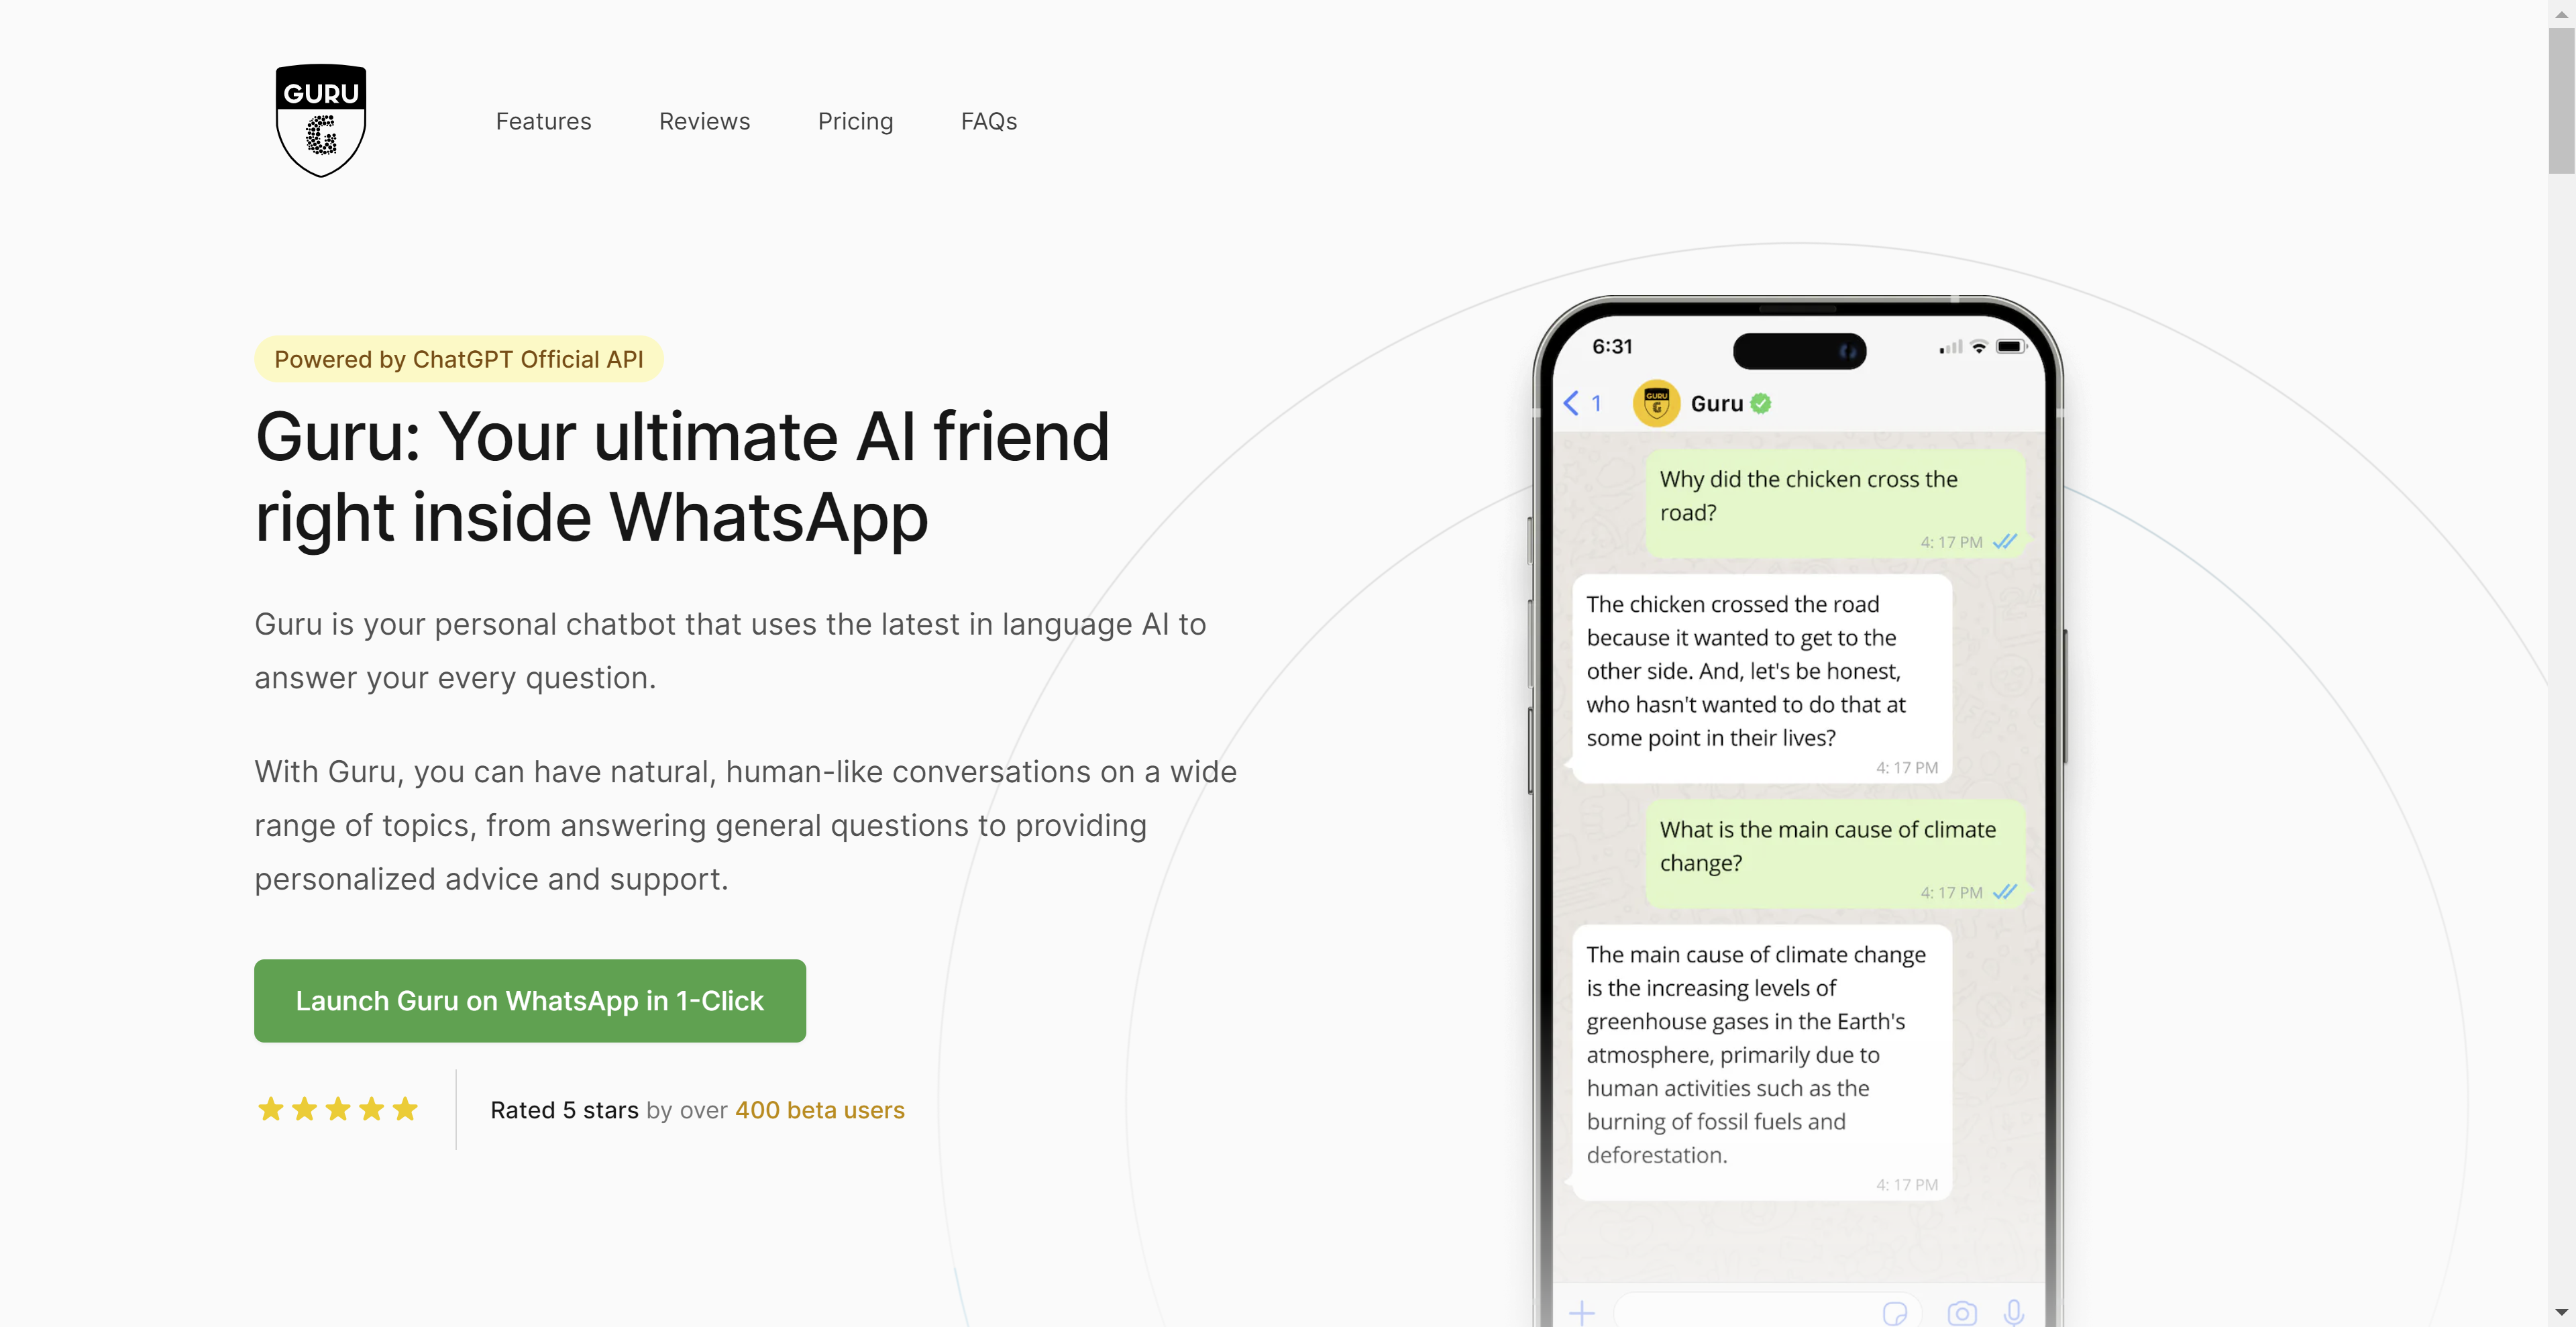 GURU
G
Features
Reviews
Pricing
FAQs
Powered by ChatGPT Official API
Guru: Your ultimate AI friend
right inside WhatsApp
Guru is your personal chatbot that uses the latest in language AI to
answer your every question.
With Guru, you can have natural, human-like conversations on a wide
range of topics, from answering general questions to providing
personalized advice and support.
Launch Guru on WhatsApp in 1-Click
Rated 5 stars by over 400 beta users
6:31
1
GURU
G
Guru
Why did the chicken cross the
road?
4: 17 PM
The chicken crossed the road
because it wanted to get to the
other side. And, let's be honest,
who hasn't wanted to do that at
some point in their lives?
4: 17 PM
What is the main cause of climate
change?
4: 17 PM
The main cause of climate change
is the increasing levels of
greenhouse gases in the Earth's
atmosphere, primarily due to
human activities such as the
burning of fossil fuels and
deforestation.
4: 17 PM